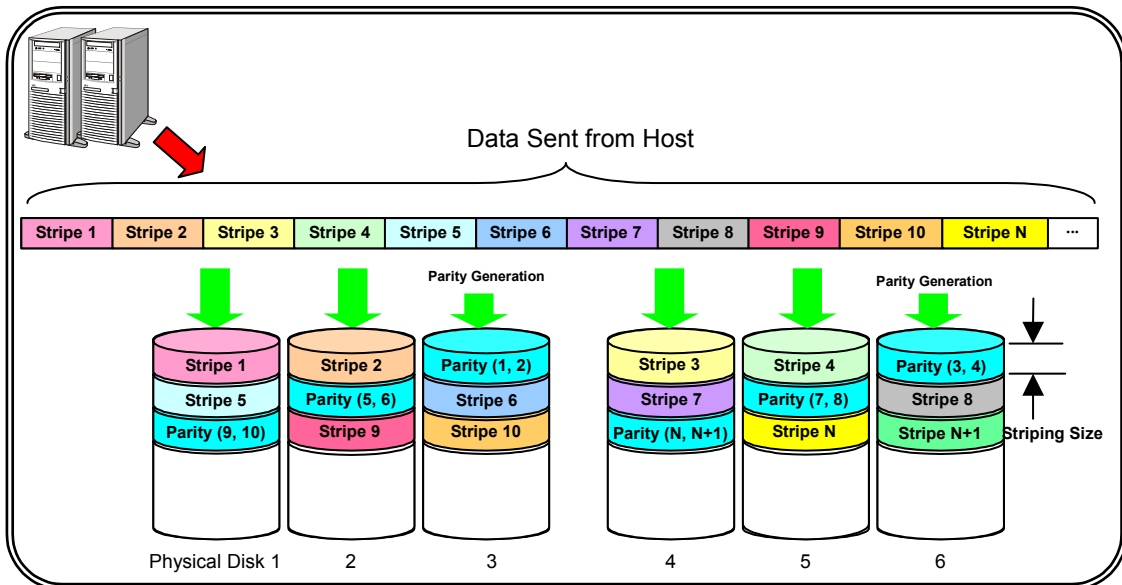 Data Sent from Host
Stripe 1 Stripe 2 Stripe 3 Stripe 4 Stripe 5 Stripe 6 Stripe 7 Stripe 8 Stripe 9 Stripe 10 Stripe N ...
Parity Generation Parity Generation
Stripe 1 Stripe 2 Parity (1, 2) Stripe 3 Stripe 4 Parity (3, 4)
Stripe 5 Parity (5, 6) Stripe 6 Stripe 7 Parity (7, 8) Stripe 8
Parity (9, 10) Stripe 9 Stripe 10 Parity (N, N+1) Stripe N Stripe N+1 Striping Size
Physical Disk 1 2 3 4 5 6